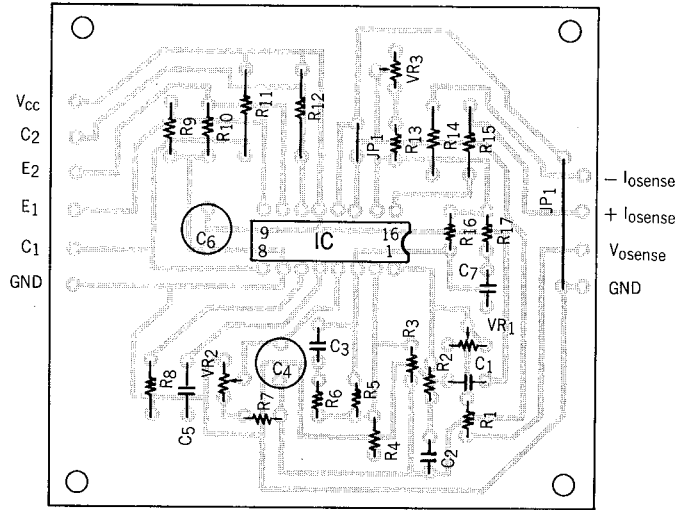 VR3
Vcc
C2
E2
E1
C1
GND
R9
R10
R11
R12
JP1
R13
R14
R15
JP1
– Iosense
+ Iosense
Vosense
GND
C6
9
8
IC
16
1
R16
R17
C7
VR1
R8
C5
VR2
R7
C4
C3
R6
R5
R4
R3
R2
C2
C1
R1